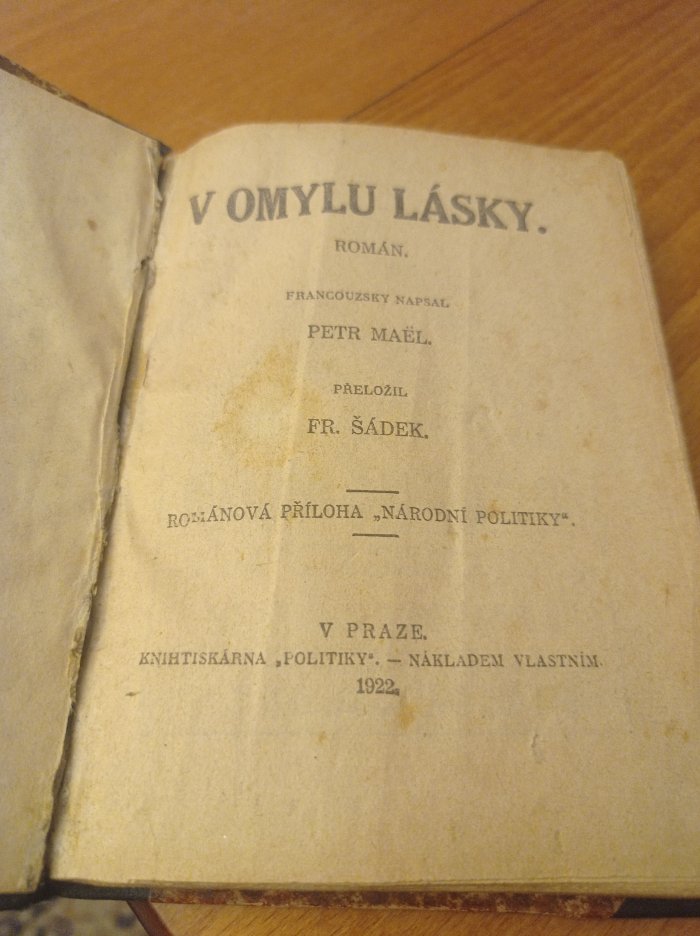 V OMYLU LÁSKY.
ROMÁN.
FRANCOUZSKY NAPSAL
PETR MAËL.
PŘELOŽIL
FR. ŠÁDEK.
ROMÁNOVÁ PŘÍLOHA „NÁRODNÍ POLITIKY“.
V PRAZE.
KNIHTISKÁRNA „POLITIKY“. — NÁKLADEM VLASTNÍM.
1922.